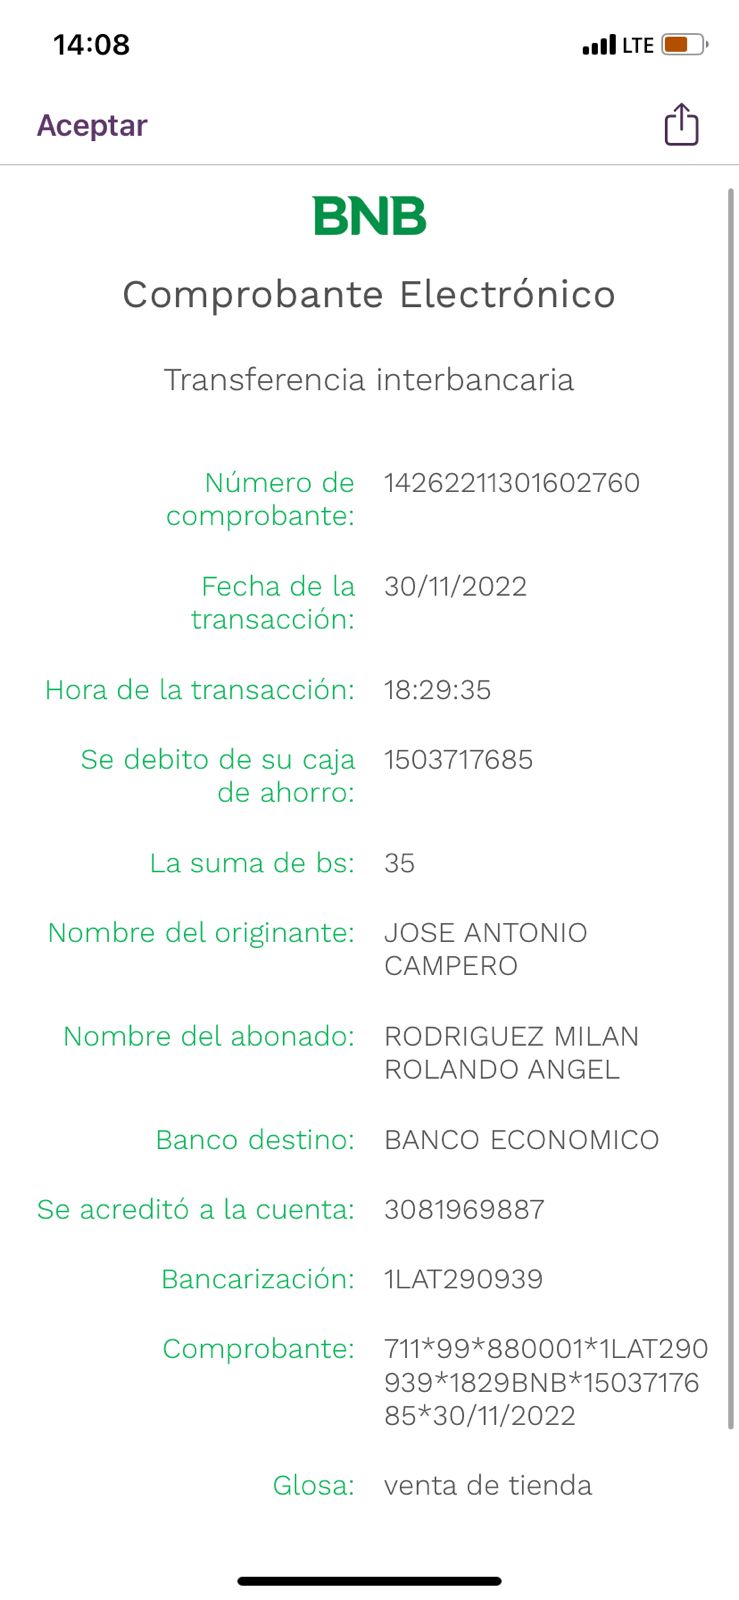 14:08
LTE
Aceptar
BNB
Comprobante Electrónico
Transferencia interbancaria
Número de comprobante: 14262211301602760
Fecha de la transacción: 30/11/2022
Hora de la transacción: 18:29:35
Se debito de su caja de ahorro: 1503717685
La suma de bs: 35
Nombre del originante: JOSE ANTONIO CAMPERO
Nombre del abonado: RODRIGUEZ MILAN ROLANDO ANGEL
Banco destino: BANCO ECONOMICO
Se acreditó a la cuenta: 3081969887
Bancarización: 1LAT290939
Comprobante: 711*99*880001*1LAT290939*1829BNB*1503717685*30/11/2022
Glosa: venta de tienda